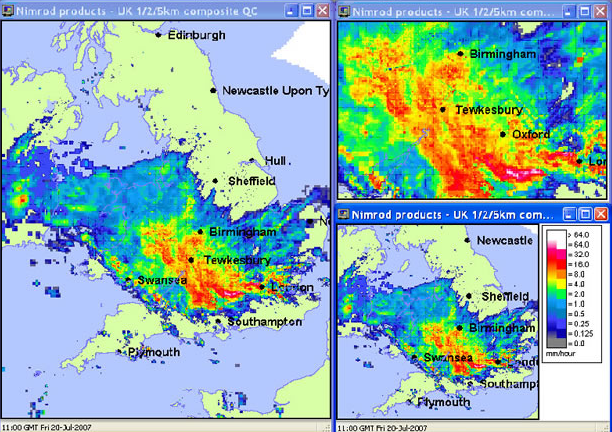 Nimrod products - UK 1/2/5km composite QC
Edinburgh
Newcastle Upon Ty
Hull
Sheffield
Birmingham
Tewkesbury
Swansea
London
Southampton
Plymouth
11:00 GMT Fri 20-Jul-2007
Nimrod products - UK 1/2/5km com...
Birmingham
Tewkesbury
Oxford
Lon
Nimrod products - UK 1/2/5km com...
Newcastle
Sheffield
Birmingham
Swansea
Southampt
Plymouth
11:00 GMT Fri 20-Jul-2007
> 64.0
= 64.0
= 32.0
= 16.0
= 8.0
= 4.0
= 2.0
= 1.0
= 0.5
= 0.25
= 0.125
= 0.0
mm/hour